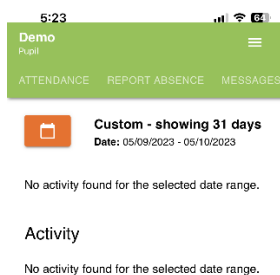 5:23 64
Demo
Pupil
ATTENDANCE REPORT ABSENCE MESSAGES
Custom - showing 31 days
Date: 05/09/2023 - 05/10/2023
No activity found for the selected date range.
Activity
No activity found for the selected date range.